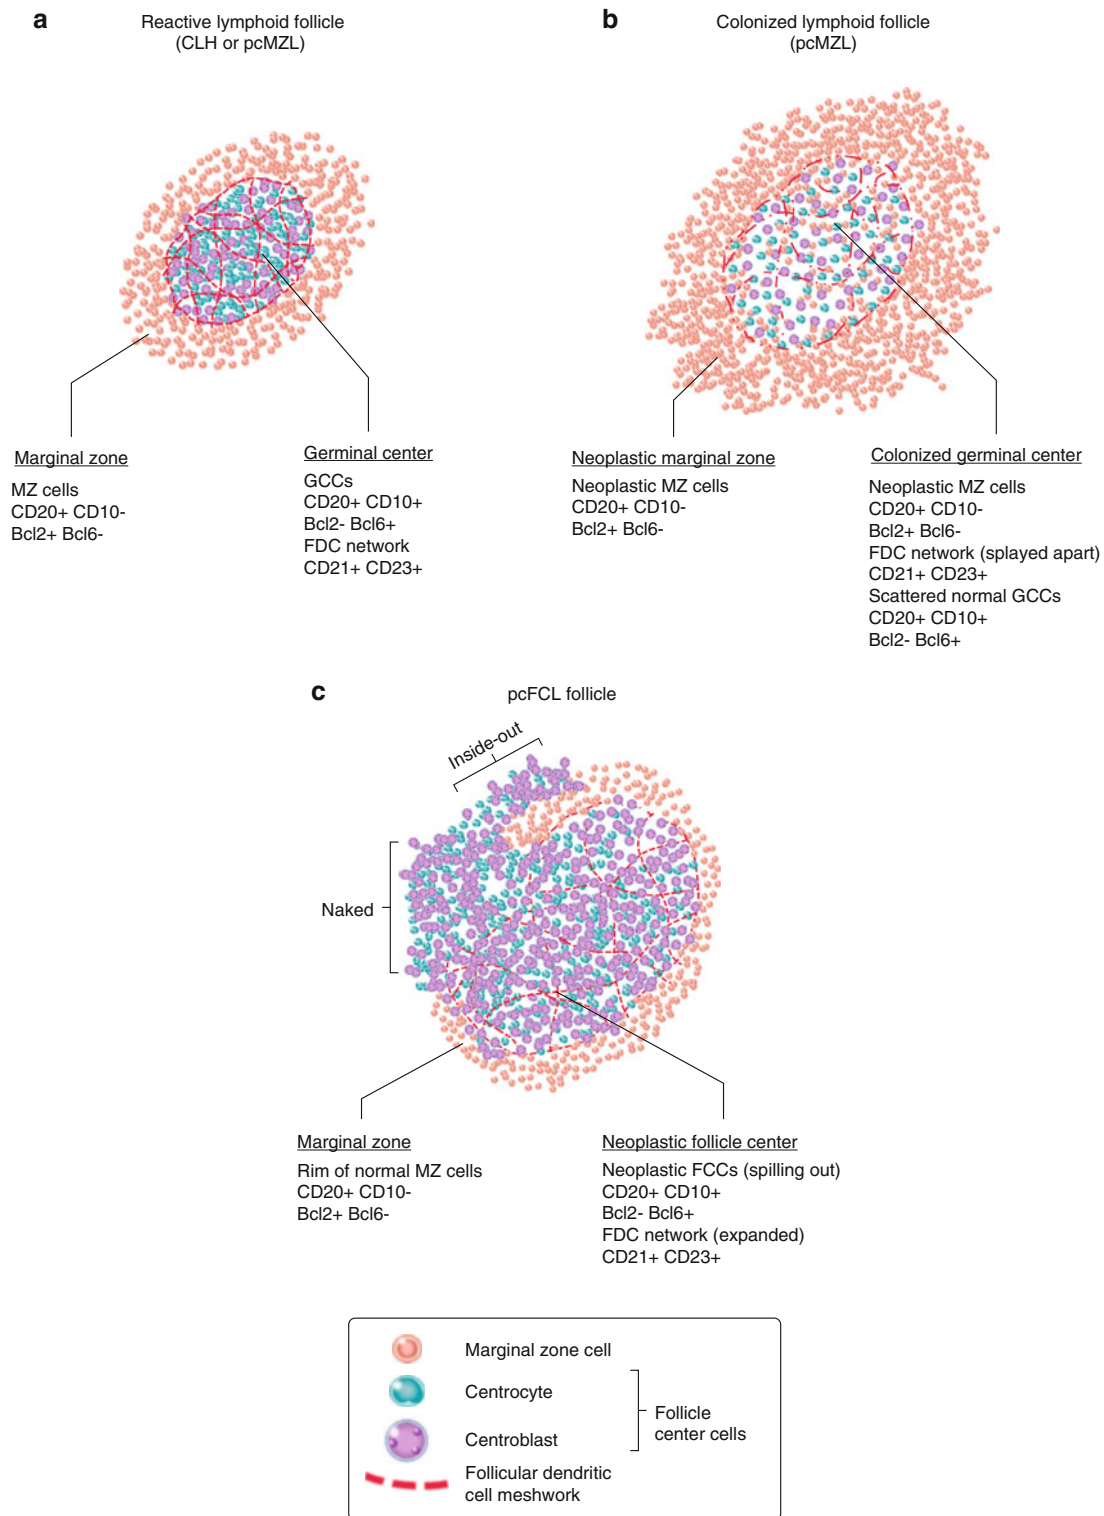 a
Reactive lymphoid follicle
(CLH or pcMZL)
Marginal zone
MZ cells
CD20+ CD10-
Bcl2+ Bcl6-
Germinal center
GCCs
CD20+ CD10+
Bcl2- Bcl6+
FDC network
CD21+ CD23+
b
Colonized lymphoid follicle
(pcMZL)
Neoplastic marginal zone
Neoplastic MZ cells
CD20+ CD10-
Bcl2+ Bcl6-
Colonized germinal center
Neoplastic MZ cells
CD20+ CD10-
Bcl2+ Bcl6-
FDC network (splayed apart)
CD21+ CD23+
Scattered normal GCCs
CD20+ CD10+
Bcl2- Bcl6+
c
pcFCL follicle
Inside-out
Naked
Marginal zone
Rim of normal MZ cells
CD20+ CD10-
Bcl2+ Bcl6-
Neoplastic follicle center
Neoplastic FCCs (spilling out)
CD20+ CD10+
Bcl2- Bcl6+
FDC network (expanded)
CD21+ CD23+
Marginal zone cell
Centrocyte
Centroblast
Follicle
center cells
Follicular dendritic
cell meshwork